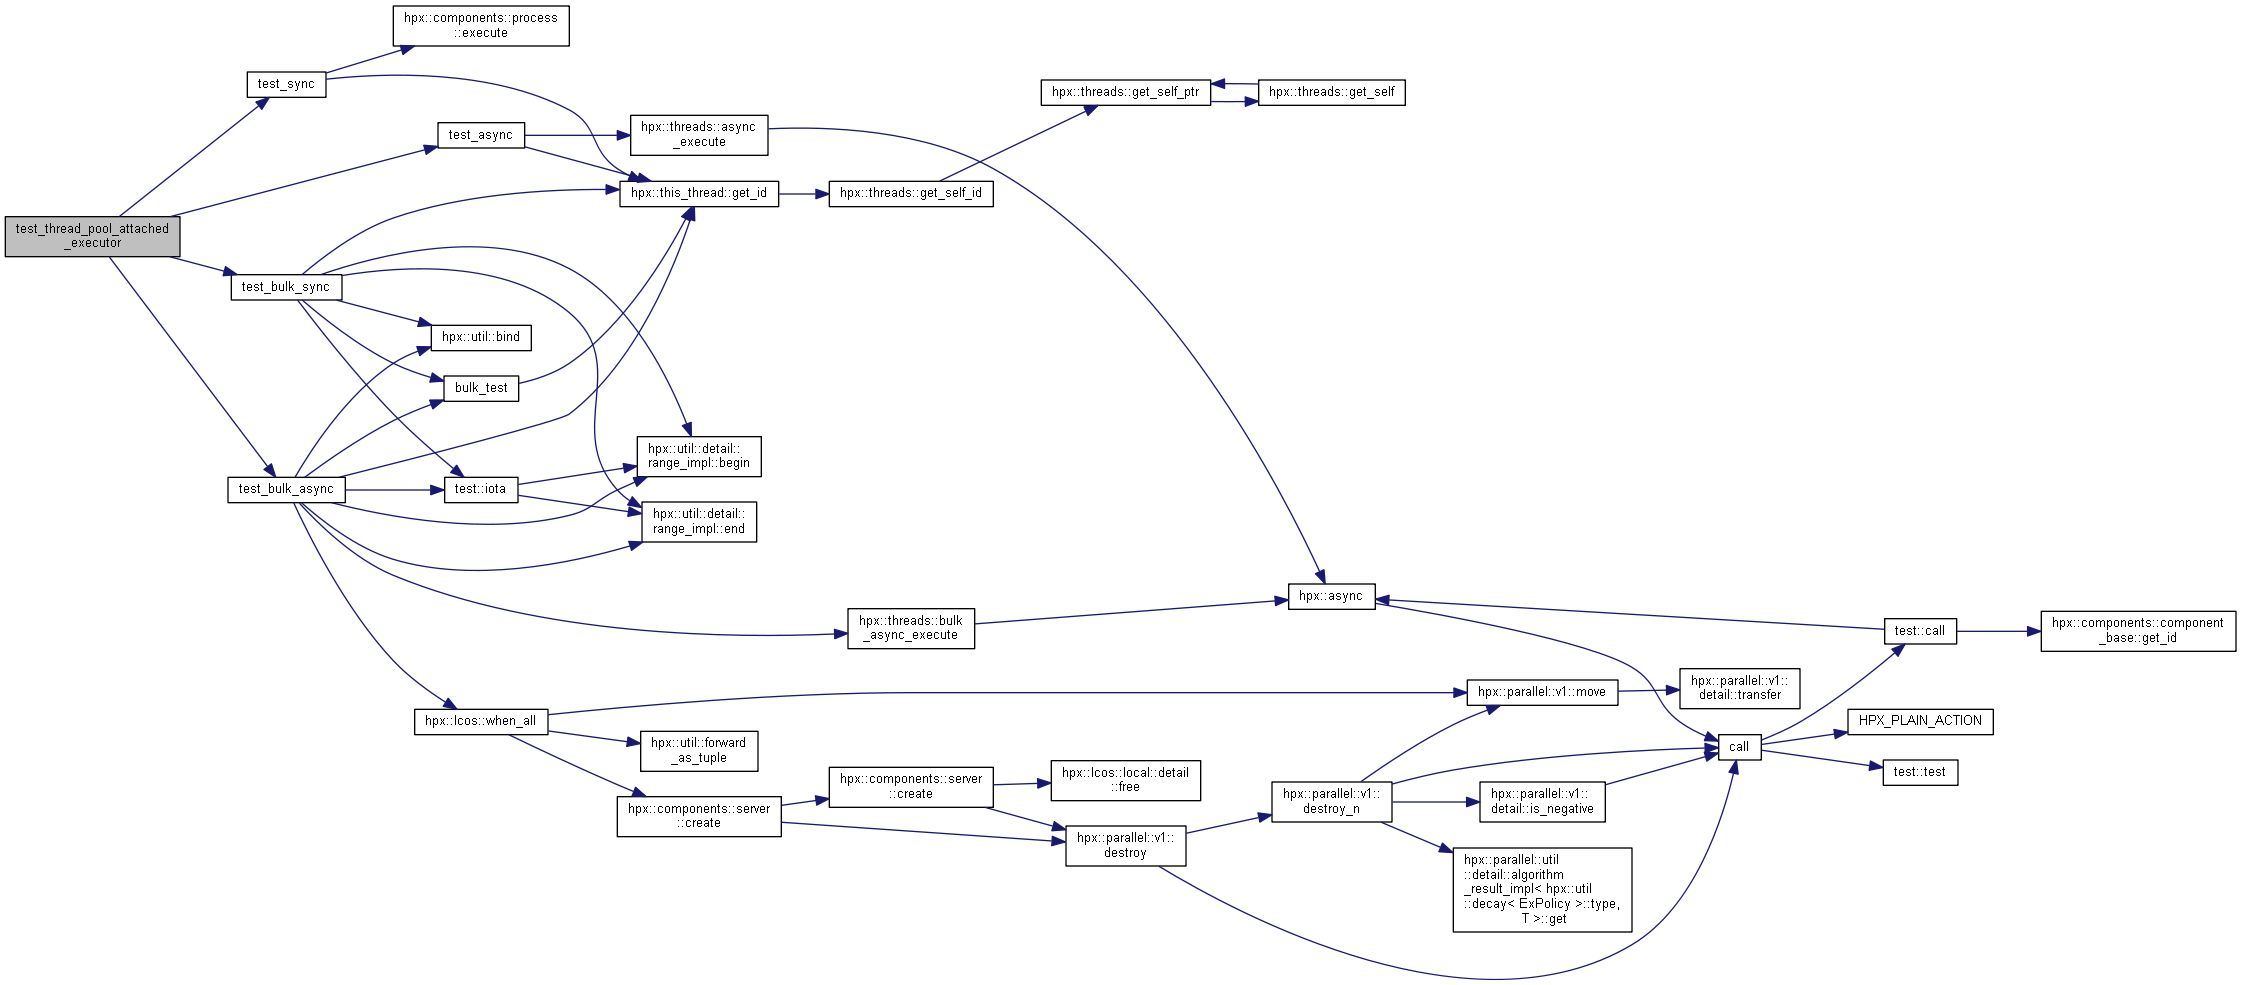 hpx::components::process
::execute
test_sync
hpx::threads::get_self_ptr
hpx::threads::get_self
test_async
hpx::threads::async
_execute
hpx::this_thread::get_id
hpx::threads::get_self_id
test_thread_pool_attached
_executor
test_bulk_sync
hpx::util::bind
bulk_test
hpx::util::detail::
range_impl::begin
test_bulk_async
test::iota
hpx::util::detail::
range_impl::end
hpx::async
hpx::threads::bulk
_async_execute
test::call
hpx::components::component
_base::get_id
hpx::parallel::v1::move
hpx::parallel::v1::
detail::transfer
hpx::lcos::when_all
HPX_PLAIN_ACTION
hpx::util::forward
_as_tuple
call
test::test
hpx::components::server
::create
hpx::lcos::local::detail
::free
hpx::components::server
::create
hpx::parallel::v1::
destroy_n
hpx::parallel::v1::
detail::is_negative
hpx::parallel::v1::
destroy
hpx::parallel::util
::detail::algorithm
_result_impl< hpx::util
::decay< ExPolicy >::type,
T >::get